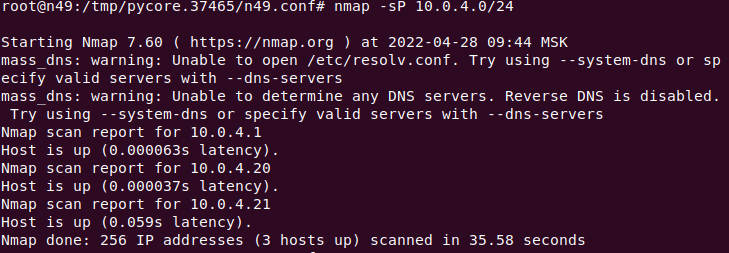 root@n49:/tmp/pycore.37465/n49.conf# nmap -sP 10.0.4.0/24
Starting Nmap 7.60 ( https://nmap.org ) at 2022-04-28 09:44 MSK
mass_dns: warning: Unable to open /etc/resolv.conf. Try using --system-dns or sp
ecify valid servers with --dns-servers
mass_dns: warning: Unable to determine any DNS servers. Reverse DNS is disabled.
 Try using --system-dns or specify valid servers with --dns-servers
Nmap scan report for 10.0.4.1
Host is up (0.000063s latency).
Nmap scan report for 10.0.4.20
Host is up (0.000037s latency).
Nmap scan report for 10.0.4.21
Host is up (0.059s latency).
Nmap done: 256 IP addresses (3 hosts up) scanned in 35.58 seconds